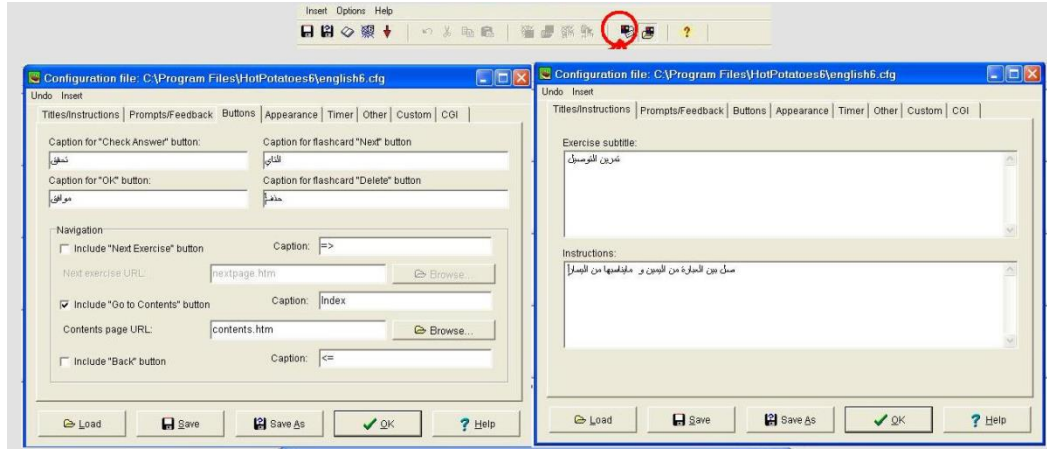 Insert Options Help
?
Configuration file: C:\Program Files\HotPotatoes6\english6.cfg
Undo Insert
Titles/Instructions Prompts/Feedback Buttons Appearance Timer Other Custom CGI
Caption for "Check Answer" button:
Caption for flashcard "Next" button
تحقق
التالي
Caption for "OK" button:
Caption for flashcard "Delete" button
موافق
حذف
Navigation
Include "Next Exercise" button
Caption: =>
Next exercise URL: nextpage.htm Browse...
Include "Go to Contents" button
Caption: Index
Contents page URL: contents.htm Browse...
Include "Back" button
Caption: <=
Load Save Save As OK ? Help
Configuration file: C:\Program Files\HotPotatoes6\english6.cfg
Undo Insert
Titles/Instructions Prompts/Feedback Buttons Appearance Timer Other Custom CGI
Exercise subtitle:
تمرين التوصيل
Instructions:
صل بين العبارة من اليمين و مايناسبها من اليسار
Load Save Save As OK ? Help